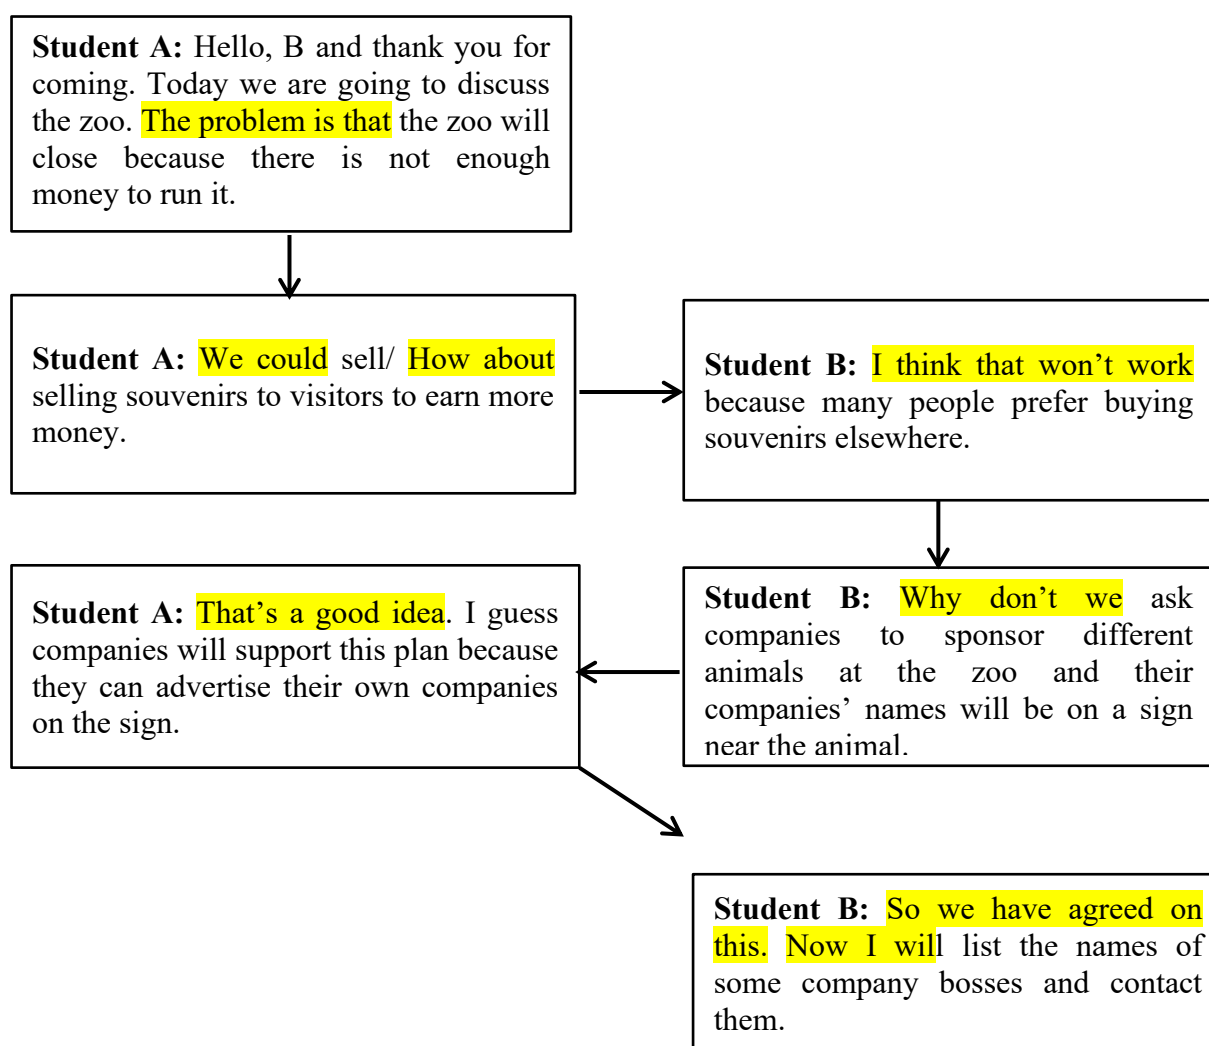 Student A: Hello, B and thank you for
coming. Today we are going to discuss
the zoo. The problem is that the zoo will
close because there is not enough
money to run it.
Student A: We could sell/ How about
selling souvenirs to visitors to earn more
money.
Student B: I think that won’t work
because many people prefer buying
souvenirs elsewhere.
Student B: Why don’t we ask
companies to sponsor different
animals at the zoo and their
companies’ names will be on a sign
near the animal.
Student A: That’s a good idea. I guess
companies will support this plan because
they can advertise their own companies
on the sign.
Student B: So we have agreed on
this. Now I will list the names of
some company bosses and contact
them.